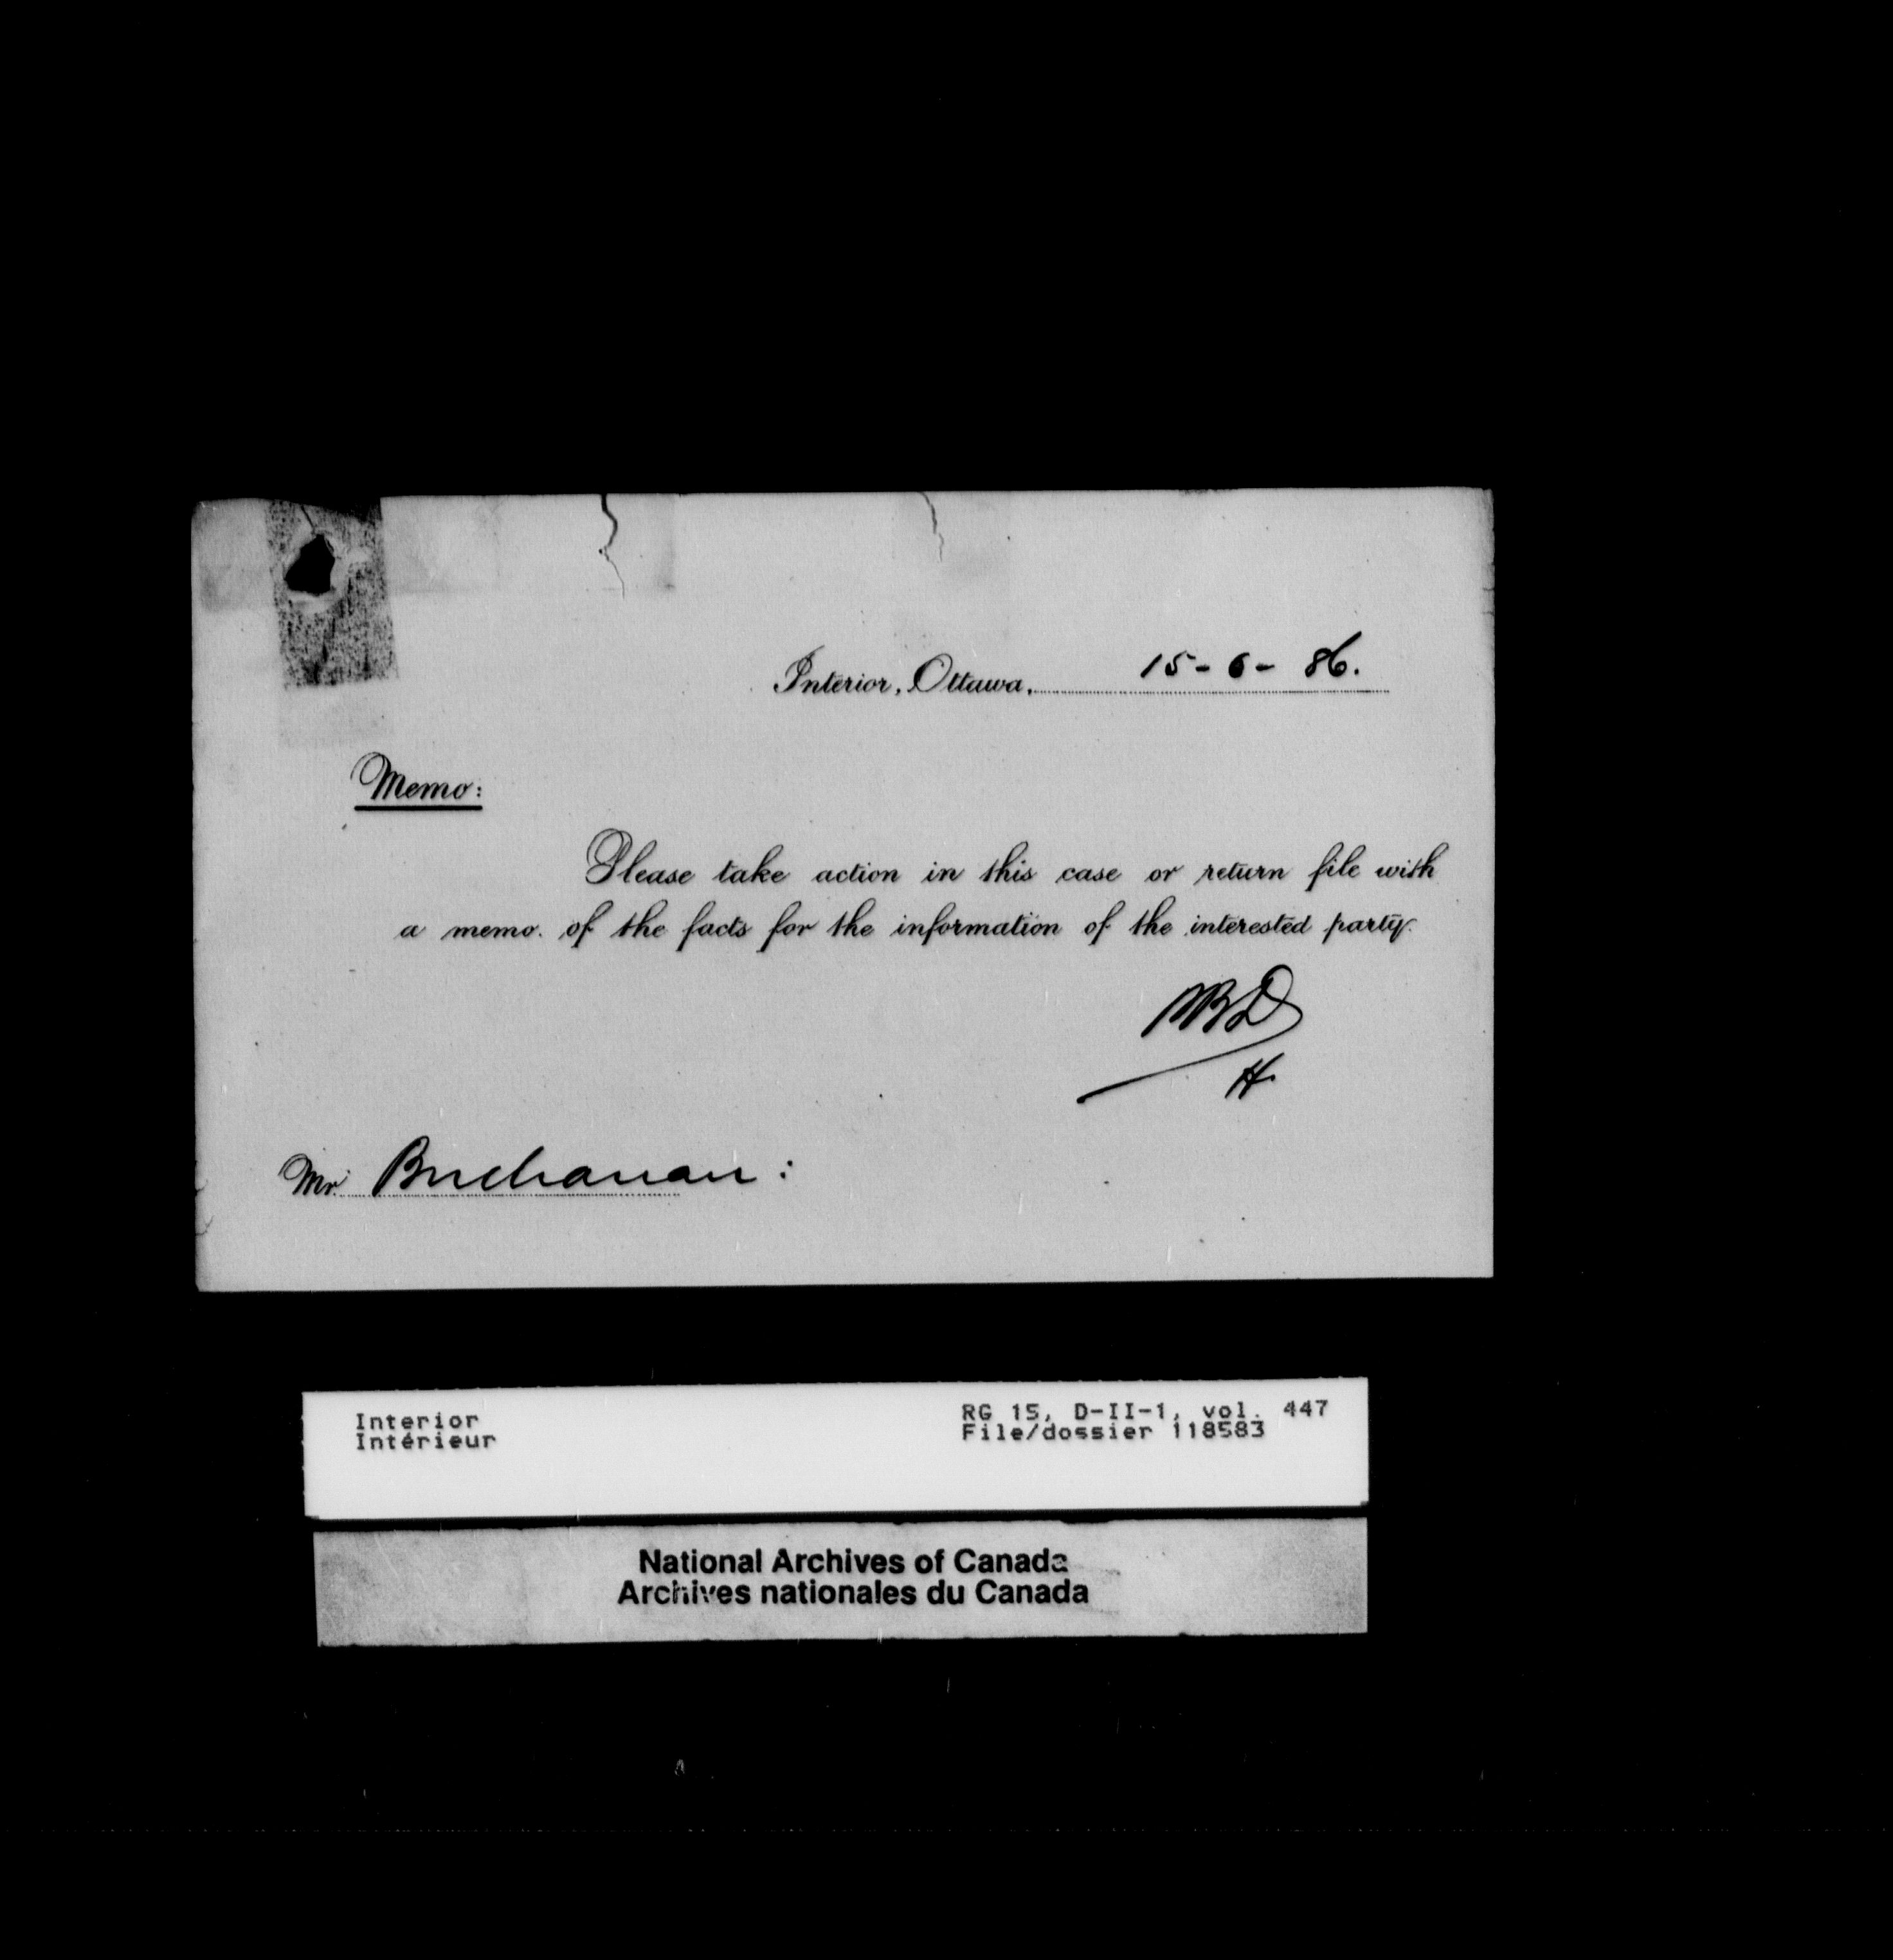 Interior, Ottawa, 15-6-86.
Memo:
Please take action in this case or return file with
a memo. of the facts for the information of the interested party.
H.
Mr. Buchanan:
Interior
Intérieur
RG 15, D-II-1, vol. 447
File/dossier 118583
National Archives of Canada
Archives nationales du Canada